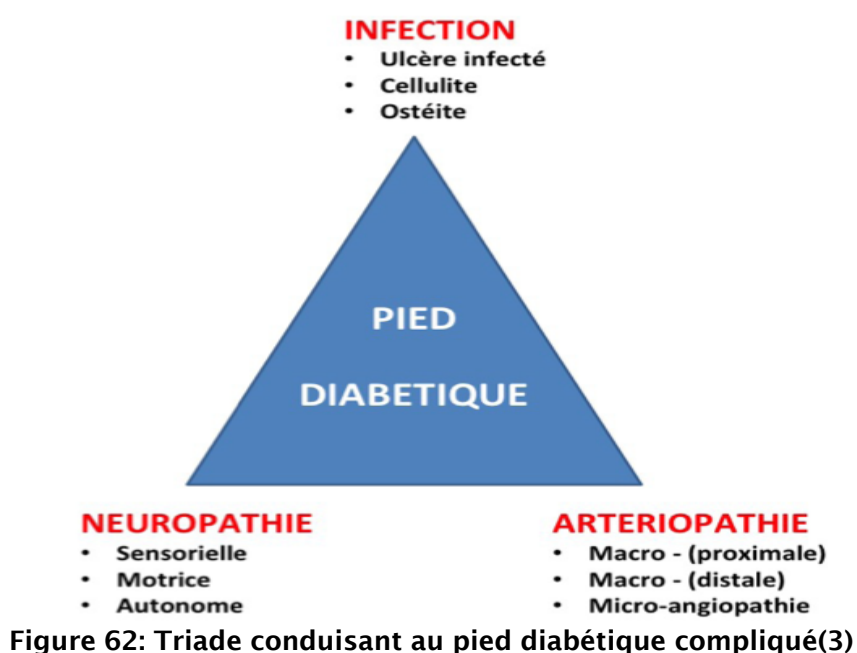 INFECTION
• Ulcère infecté
• Cellulite
• Ostéite
PIED
DIABETIQUE
NEUROPATHIE
• Sensorielle
• Motrice
• Autonome
ARTERIOPATHIE
• Macro - (proximale)
• Macro - (distale)
• Micro-angiopathie
Figure 62: Triade conduisant au pied diabétique compliqué(3)